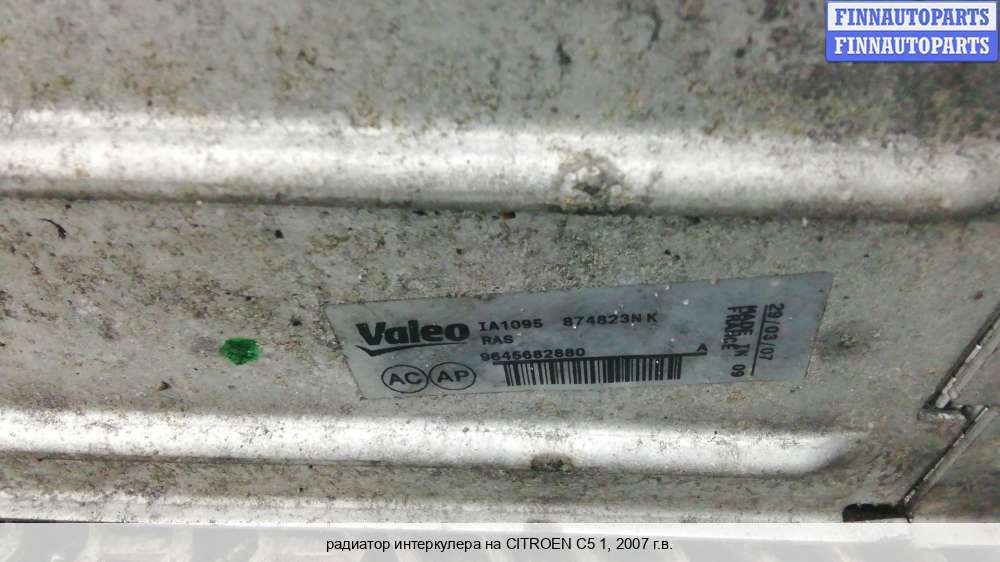 FINNAUTOPARTS
FINNAUTOPARTS
Valeo
IA1095 874823NK
RAS
9645682880 A
AC AP
29/03/07
MADE IN 09
FRANCE
радиатор интеркулера на CITROEN C5 1, 2007 г.в.